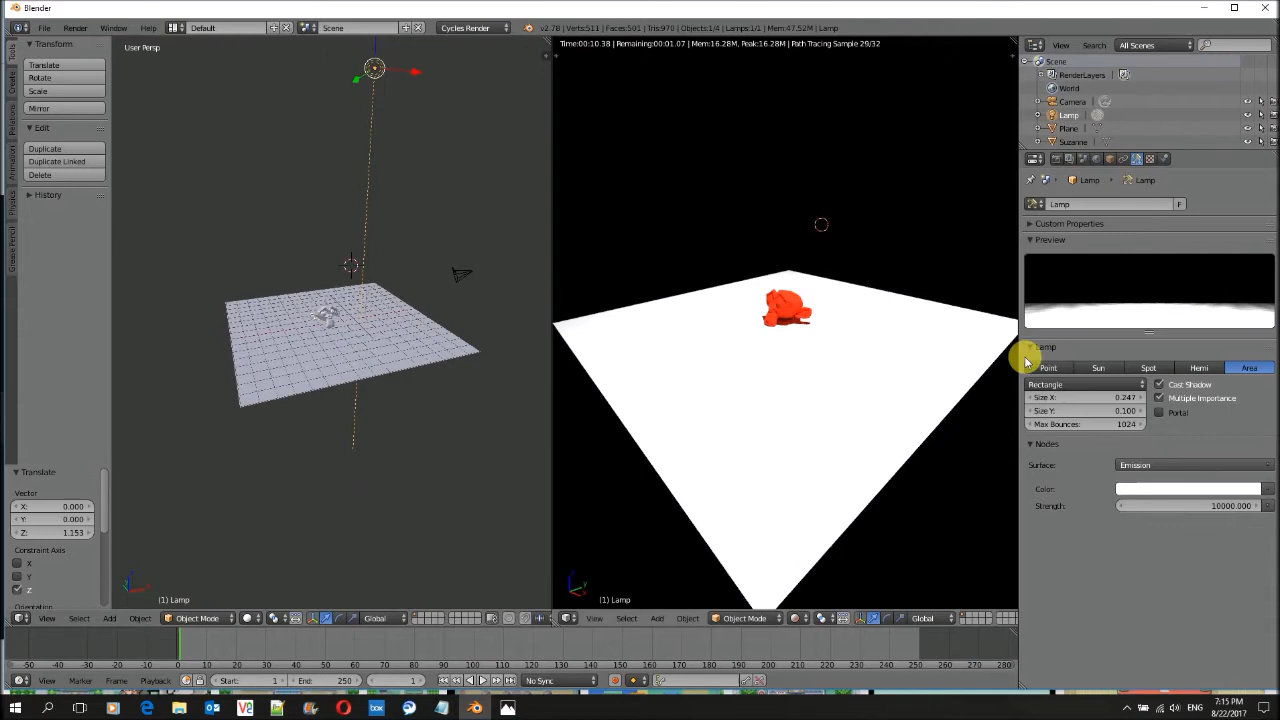 Blender
File Render Window Help Default Scene Cycles Render v2.78 | Verts:511 | Faces:501 | Tris:970 | Objects:1/4 | Lamps:1/1 | Mem:47.52M | Lamp
View Search All Scenes
Tools
Create
Relations
Animation
Physics
Grease Pencil
Transform
Translate
Rotate
Scale
Mirror
Edit
Duplicate
Duplicate Linked
Delete
History
Translate
Vector
X: 0.000
Y: 0.000
Z: 1.153
Constraint Axis
X
Y
Z
Orientation
User Persp
(1) Lamp
Time:00:10.38 | Remaining:00:01.07 | Mem:16.28M, Peak:16.28M | Path Tracing Sample 29/32
(1) Lamp
Scene
RenderLayers
World
Camera
Lamp
Plane
Suzanne
Lamp Lamp
Lamp F
Custom Properties
Preview
Lamp
Point Sun Spot Hemi Area
Rectangle Cast Shadow
Size X: 0.247 Multiple Importance
Size Y: 0.100 Portal
Max Bounces: 1024
Nodes
Surface: Emission
Color:
Strength: 10000.000
View Select Add Object Object Mode Global
View Select Add Object Object Mode Global
-50 -40 -30 -20 -10 0 10 20 30 40 50 60 70 80 90 100 110 120 130 140 150 160 170 180 190 200 210 220 230 240 250 260 270 280
View Marker Frame Playback Start: 1 End: 250 1 No Sync
box ENG 7:15 PM
8/22/2017